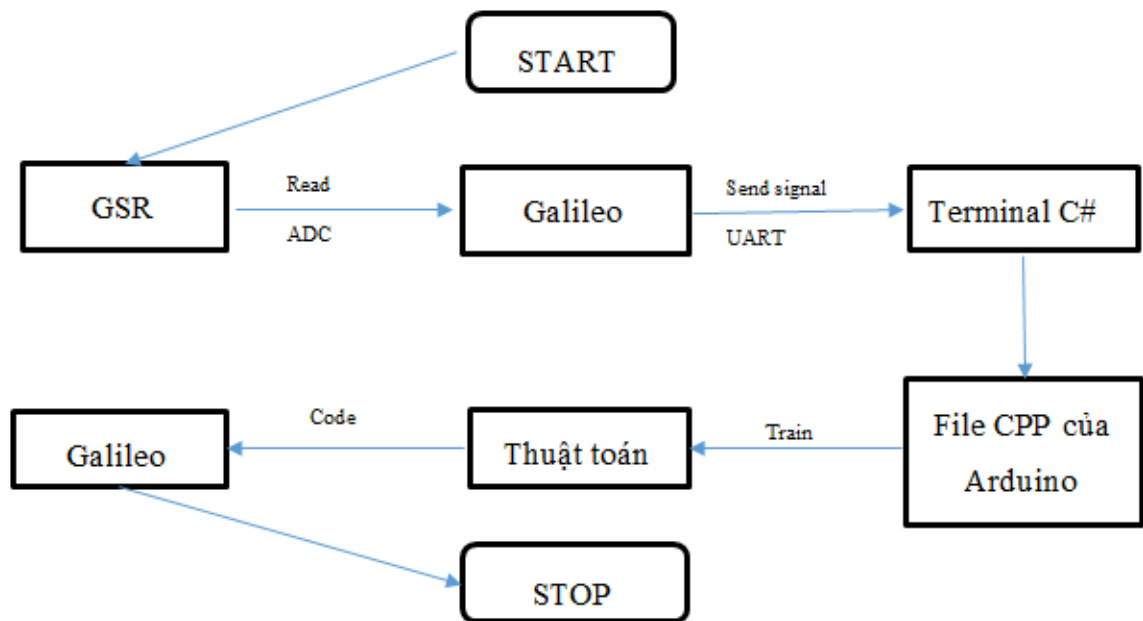 START
GSR
Read
ADC
Galileo
Send signal
UART
Terminal C#
File CPP của
Arduino
Train
Thuật toán
Code
Galileo
STOP